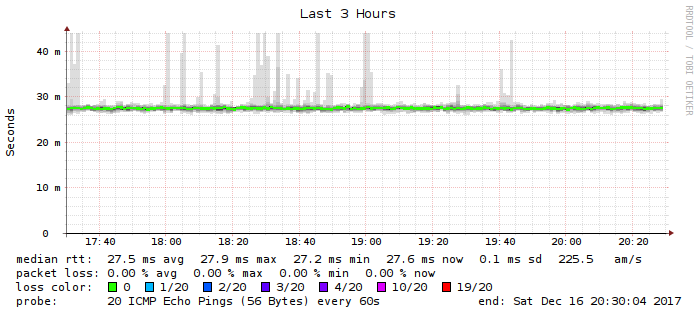 Last 3 Hours
RRDTOOL / TOBI OETIKER
Seconds
40 m
30 m
20 m
10 m
0
17:40 18:00 18:20 18:40 19:00 19:20 19:40 20:00 20:20
median rtt: 27.5 ms avg 27.9 ms max 27.2 ms min 27.6 ms now 0.1 ms sd 225.5 am/s
packet loss: 0.00 % avg 0.00 % max 0.00 % min 0.00 % now
loss color: 0 1/20 2/20 3/20 4/20 10/20 19/20
probe: 20 ICMP Echo Pings (56 Bytes) every 60s end: Sat Dec 16 20:30:04 2017